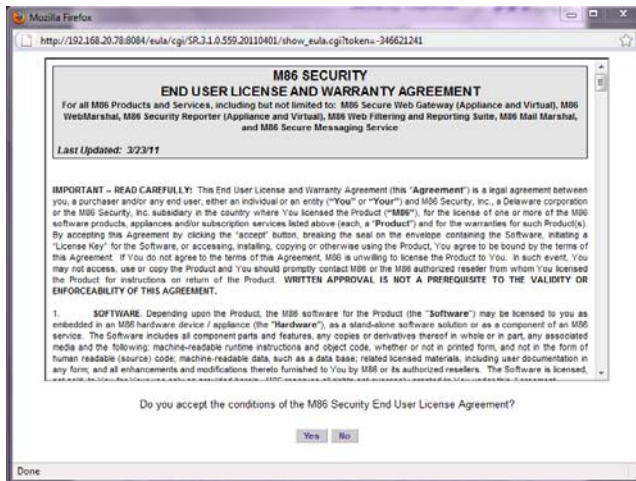 Mozilla Firefox
http://192.168.20.78:8084/eula/cgi/SR.3.1.0.559.20110401/show_eula.cgi?token=-346621241
M86 SECURITY
END USER LICENSE AND WARRANTY AGREEMENT
For all M86 Products and Services, including but not limited to: M86 Secure Web Gateway (Appliance and Virtual), M86
WebMarshal, M86 Security Reporter (Appliance and Virtual), M86 Web Filtering and Reporting Suite, M86 Mail Marshal,
and M86 Secure Messaging Service
Last Updated: 3/23/11
IMPORTANT – READ CAREFULLY: This End User License and Warranty Agreement (this "Agreement") is a legal agreement between
you, a purchaser and/or any end user, either an individual or an entity ("You" or "Your") and M86 Security, Inc., a Delaware corporation
or the M86 Security, Inc. subsidiary in the country where You licensed the Product ("M86"), for the license of one or more of the M86
software products, appliances and/or subscription services listed above (each, a "Product") and for the warranties for such Product(s).
By accepting this Agreement by clicking the "accept" button, breaking the seal on the envelope containing the Software, initiating a
"License Key" for the Software, or accessing, installing, copying or otherwise using the Product, You agree to be bound by the terms of
this Agreement. If You do not agree to the terms of this Agreement, M86 is unwilling to license the Product to You. In such event, You
may not access, use or copy the Product and You should promptly contact M86 or the M86 authorized reseller from whom You licensed
the Product for instructions on return of the Product. WRITTEN APPROVAL IS NOT A PREREQUISITE TO THE VALIDITY OR
ENFORCEABILITY OF THIS AGREEMENT.
1. SOFTWARE. Depending upon the Product, the M86 software for the Product (the "Software") may be licensed to you as
embedded in an M86 hardware device / appliance (the "Hardware"), as a stand-alone software solution or as a component of an M86
service. The Software includes all component parts and features, any copies or derivatives thereof in whole or in part, any associated
media and the following: machine-readable runtime instructions and object code, whether or not in printed form, and not in the form of
human readable (source) code; machine-readable data, such as a data base; related licensed materials, including user documentation in
any form; and all enhancements and modifications thereto furnished to You by M86 or its authorized resellers. The Software is licensed,
Do you accept the conditions of the M86 Security End User License Agreement?
Yes No
Done